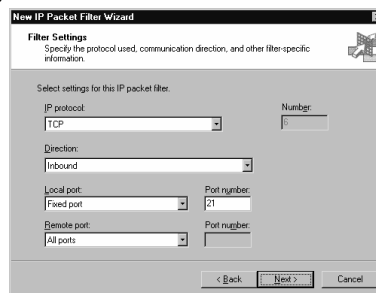 New IP Packet Filter Wizard
Filter Settings
Specify the protocol used, communication direction, and other filter-specific
information.
Select settings for this IP packet filter.
IP protocol:
Number:
TCP
6
Direction:
Inbound
Local port:
Port number:
Fixed port
21
Remote port:
Port number:
All ports
< Back
Next >
Cancel